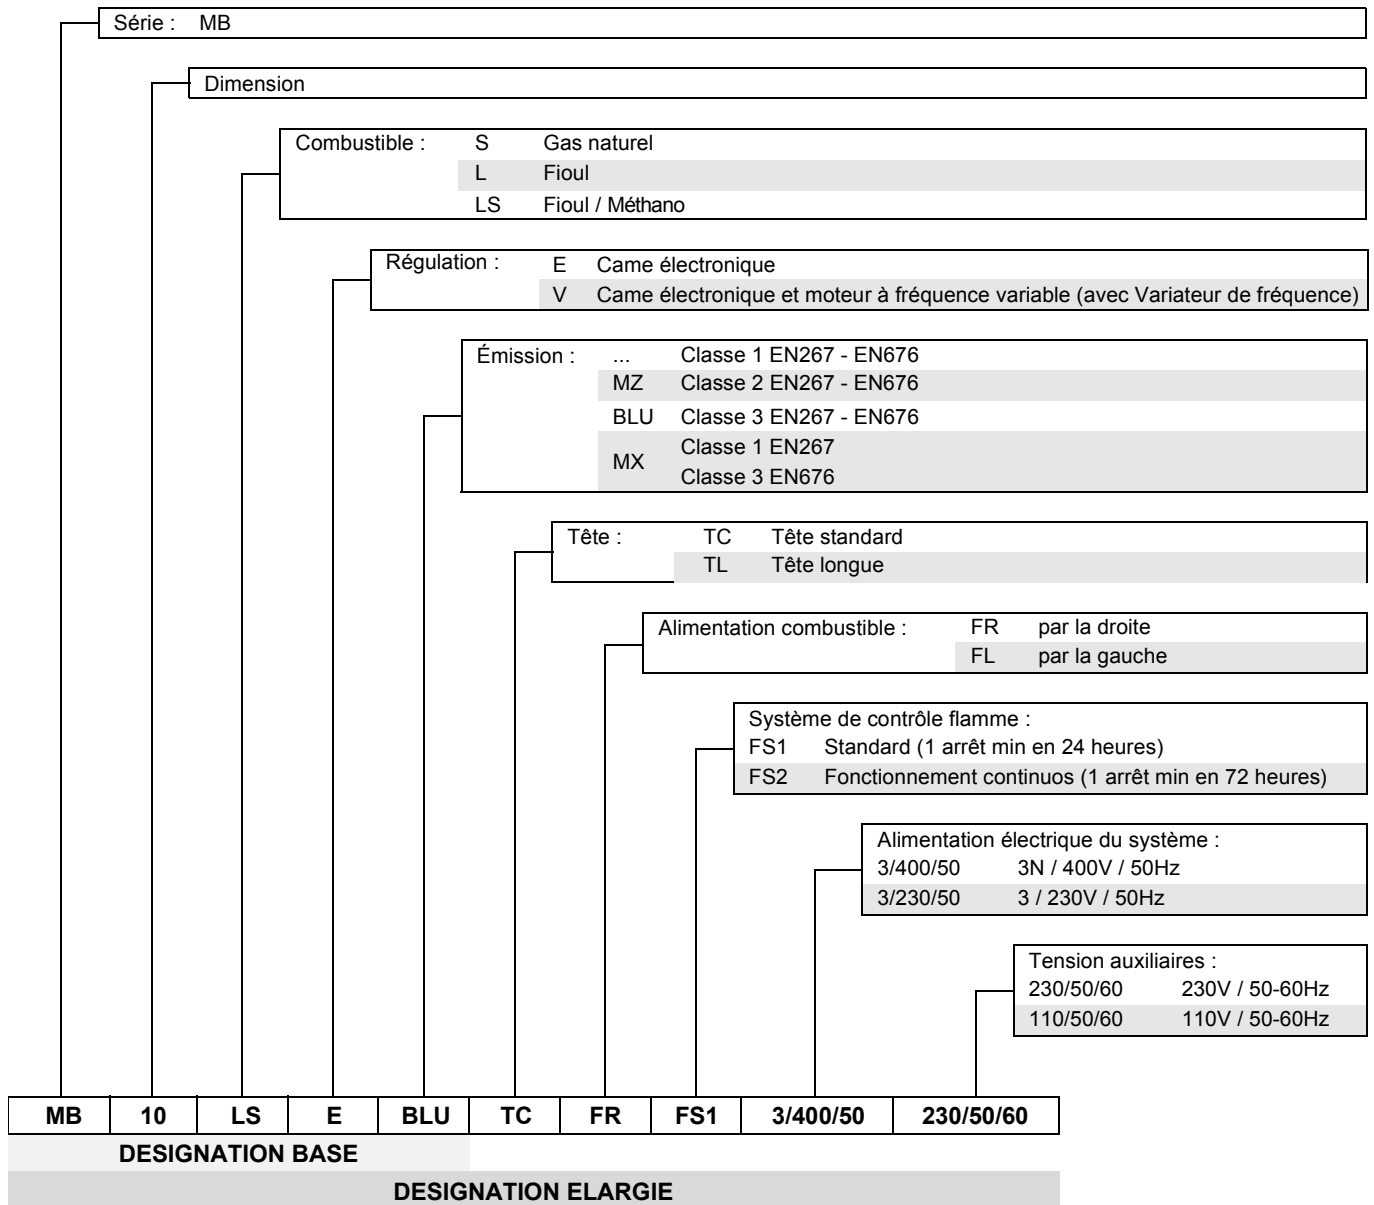 Série : MB
Dimension
Combustible : S Gas naturel
L Fioul
LS Fioul / Méthano
Régulation : E Came électronique
V Came électronique et moteur à fréquence variable (avec Variateur de fréquence)
Émission : ... Classe 1 EN267 - EN676
MZ Classe 2 EN267 - EN676
BLU Classe 3 EN267 - EN676
MX Classe 1 EN267
Classe 3 EN676
Tête : TC Tête standard
TL Tête longue
Alimentation combustible : FR par la droite
FL par la gauche
Système de contrôle flamme :
FS1 Standard (1 arrêt min en 24 heures)
FS2 Fonctionnement continuos (1 arrêt min en 72 heures)
Alimentation électrique du système :
3/400/50 3N / 400V / 50Hz
3/230/50 3 / 230V / 50Hz
Tension auxiliaires :
230/50/60 230V / 50-60Hz
110/50/60 110V / 50-60Hz
MB 10 LS E BLU TC FR FS1 3/400/50 230/50/60
DESIGNATION BASE
DESIGNATION ELARGIE